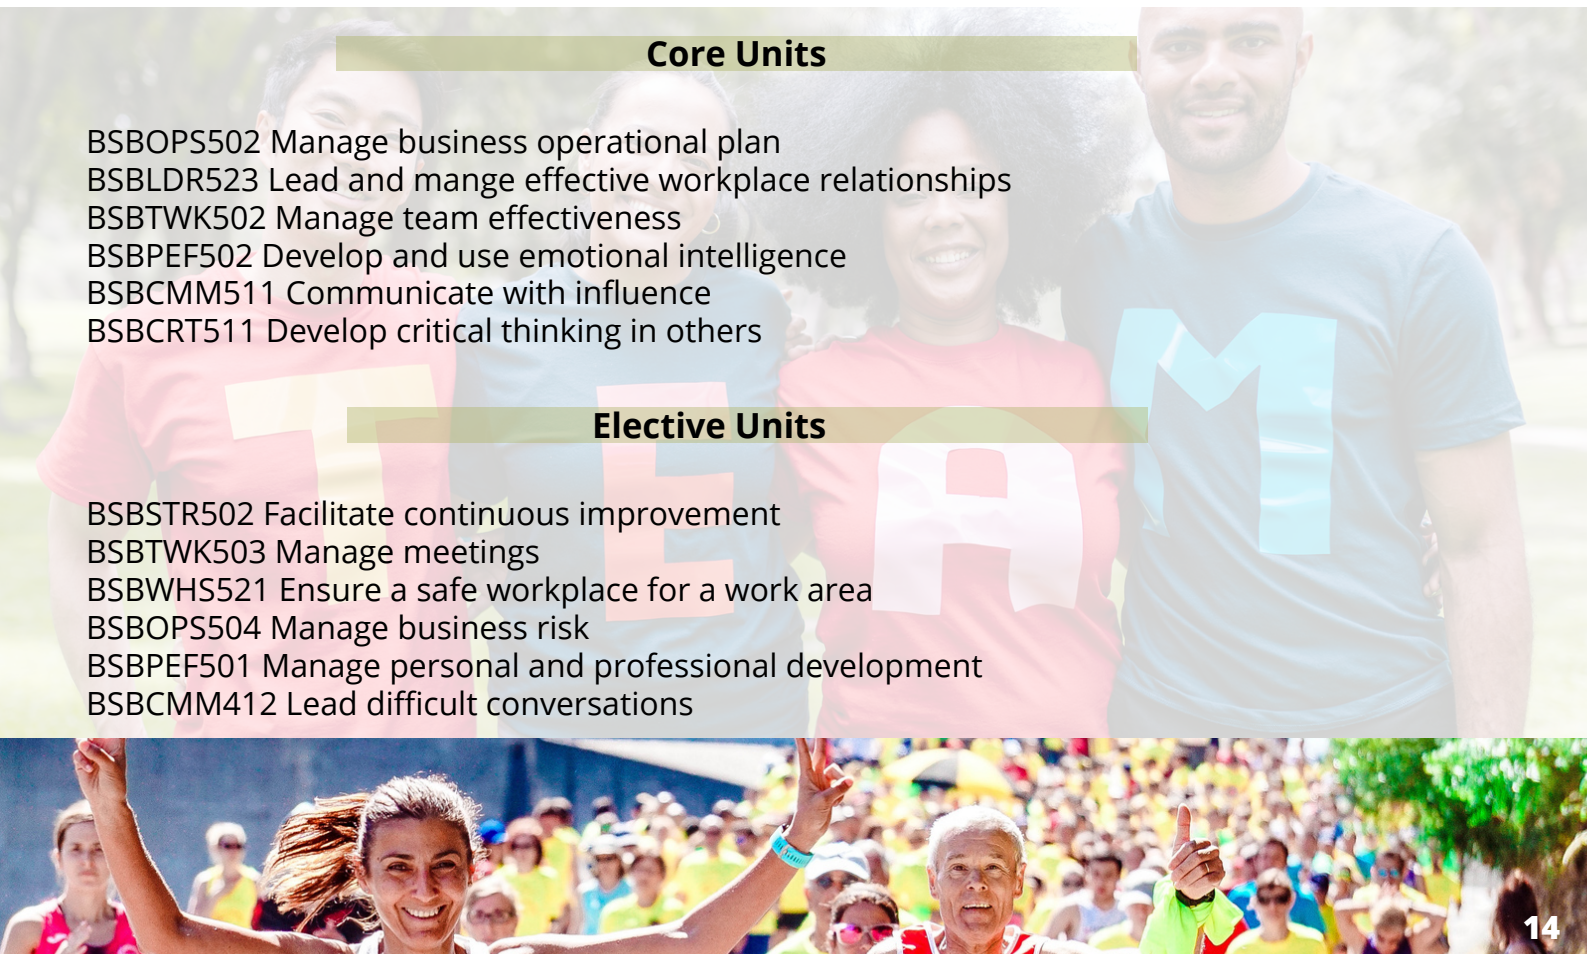 Core Units
BSBOPS502 Manage business operational plan
BSBLDR523 Lead and mange effective workplace relationships
BSBTWK502 Manage team effectiveness
BSBPEF502 Develop and use emotional intelligence
BSBCMM511 Communicate with influence
BSBCRT511 Develop critical thinking in others
T E A M
Elective Units
BSBSTR502 Facilitate continuous improvement
BSBTWK503 Manage meetings
BSBWHS521 Ensure a safe workplace for a work area
BSBOPS504 Manage business risk
BSBPEF501 Manage personal and professional development
BSBCMM412 Lead difficult conversations
14